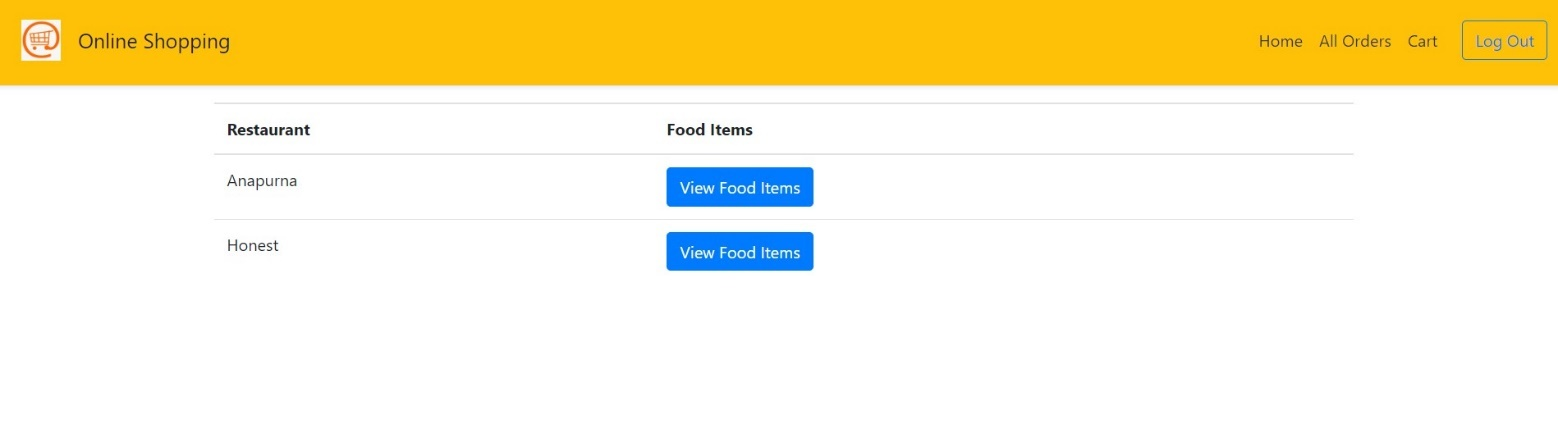 Online Shopping Home All Orders Cart Log Out
Restaurant Food Items
Anapurna View Food Items
Honest View Food Items